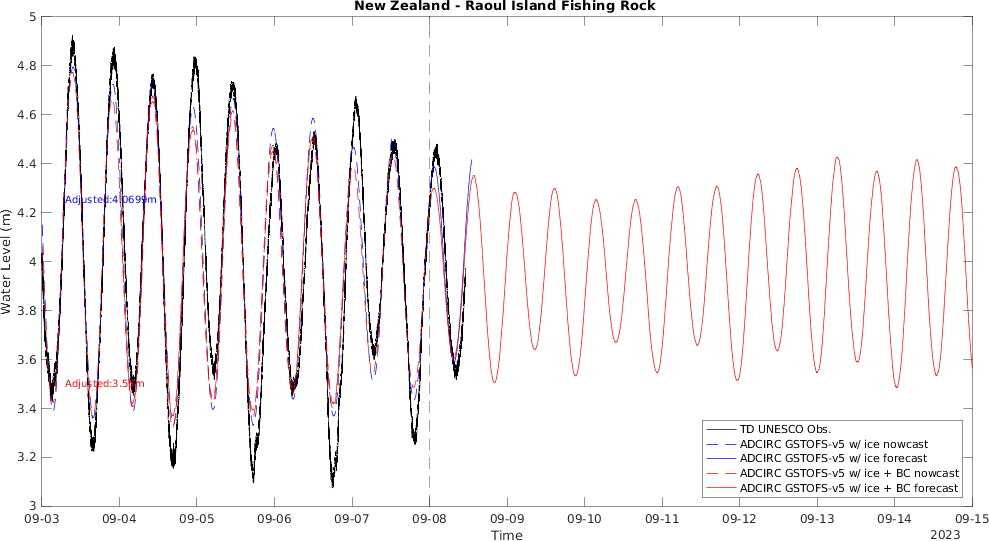 New Zealand - Raoul Island Fishing Rock
5
4.8
4.6
4.4
4.2
4
3.8
3.6
3.4
3.2
3
Water Level (m)
Adjusted:4.0699m
TD UNESCO Obs.
ADCIRC GSTOFS-v5 w/ ice nowcast
ADCIRC GSTOFS-v5 w/ ice forecast
ADCIRC GSTOFS-v5 w/ ice + BC nowcast
ADCIRC GSTOFS-v5 w/ ice + BC forecast
09-03 09-04 09-05 09-06 09-07 09-08 09-09 09-10 09-11 09-12 09-13 09-14 09-15
Time
2023